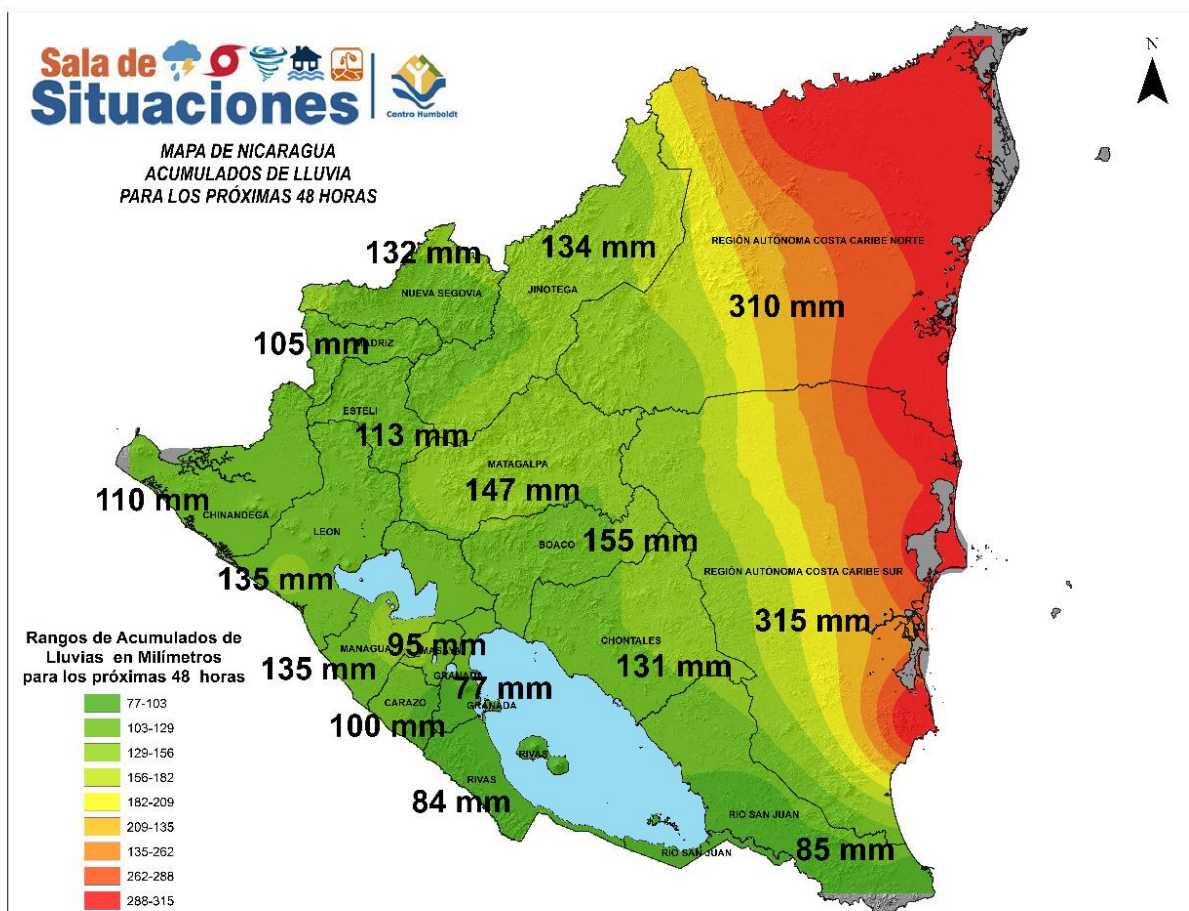 Sala de
Situaciones
Centro Humboldt
MAPA DE NICARAGUA
ACUMULADOS DE LLUVIA
PARA LOS PRÓXIMAS 48 HORAS
N
132 mm
134 mm
REGIÓN AUTÓNOMA COSTA CARIBE NORTE
NUEVA SEGOVIA
JINOTEGA
310 mm
105 mm
MADRIZ
ESTELI
113 mm
MATAGALPA
147 mm
110 mm
CHINANDEGA
LEON
BOACO
155 mm
135 mm
REGIÓN AUTÓNOMA COSTA CARIBE SUR
315 mm
MANAGUA
95 mm
MASAYA
CHONTALES
131 mm
135 mm
GRANADA
77 mm
CARAZO
GRANADA
100 mm
RIVAS
RIVAS
84 mm
RIO SAN JUAN
RIO SAN JUAN
85 mm
Rangos de Acumulados de
Lluvias en Milímetros
para los próximas 48 horas
77-103
103-129
129-156
156-182
182-209
209-135
135-262
262-288
288-315